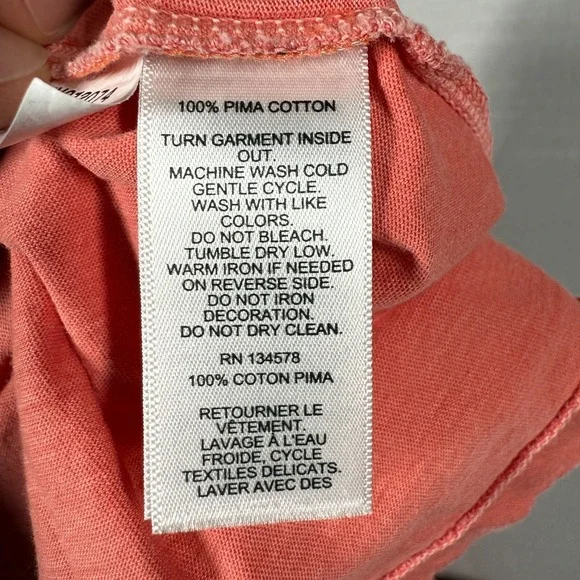 100% PIMA COTTON
TURN GARMENT INSIDE
OUT.
MACHINE WASH COLD
GENTLE CYCLE.
WASH WITH LIKE
COLORS.
DO NOT BLEACH.
TUMBLE DRY LOW.
WARM IRON IF NEEDED
ON REVERSE SIDE.
DO NOT IRON
DECORATION.
DO NOT DRY CLEAN.
RN 134578
100% COTON PIMA
RETOURNER LE
VÊTEMENT.
LAVAGE À L'EAU
FROIDE, CYCLE
TEXTILES DELICATS.
LAVER AVEC DES